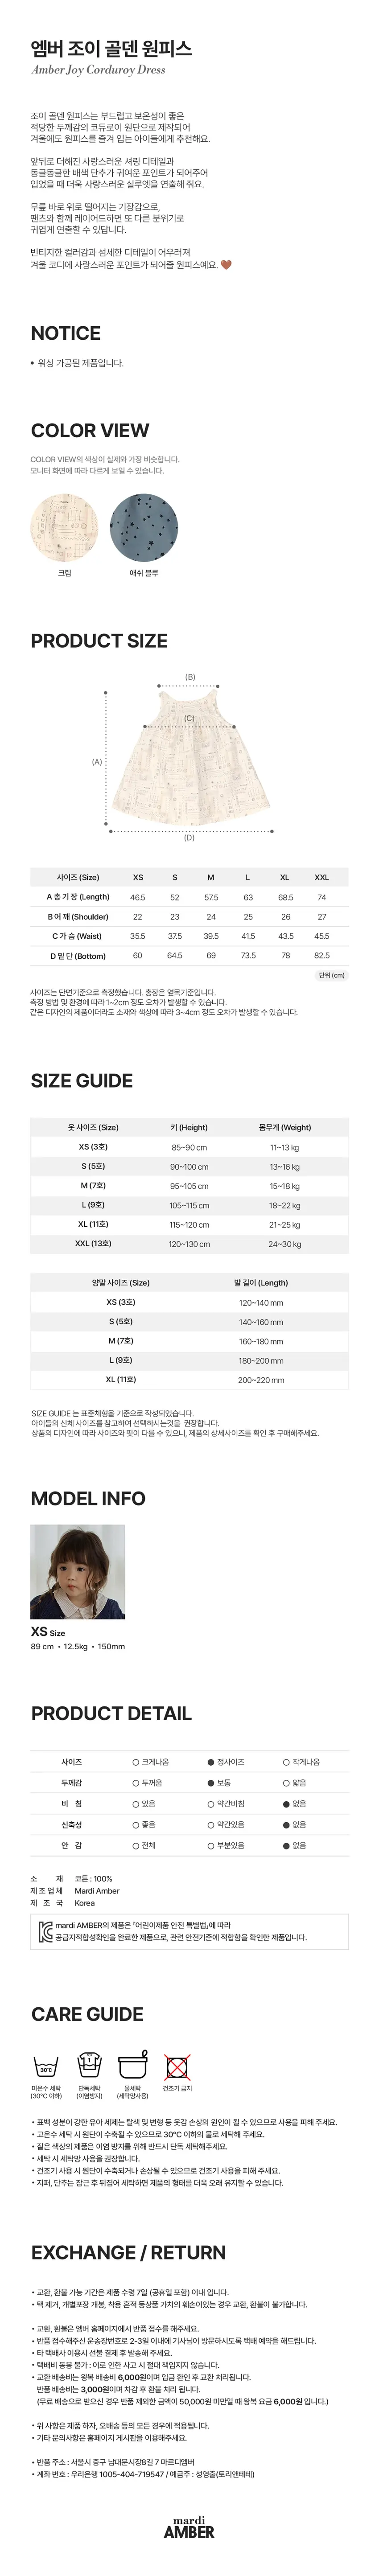 엠버 조이 골덴 원피스
Amber Joy Corduroy Dress
조이 골덴 원피스는 부드럽고 보온성이 좋은
적당한 두께감의 코듀로이 원단으로 제작되어
겨울에도 원피스를 즐겨 입는 아이들에게 추천해요.
앞뒤로 더해진 사랑스러운 셔링 디테일과
동글동글한 배색 단추가 귀여운 포인트가 되어주어
입었을 때 더욱 사랑스러운 실루엣을 연출해 줘요.
무릎 바로 위로 떨어지는 기장감으로,
팬츠와 함께 레이어드하면 또 다른 분위기로
귀엽게 연출할 수 있답니다.
빈티지한 컬러감과 섬세한 디테일이 어우러져
겨울 코디에 사랑스러운 포인트가 되어줄 원피스예요. 🤎
NOTICE
• 워싱 가공된 제품입니다.
COLOR VIEW
COLOR VIEW의 색상이 실제와 가장 비슷합니다.
모니터 화면에 따라 다르게 보일 수 있습니다.
크림 애쉬 블루
PRODUCT SIZE
(B)
(C)
(A)
(D)
사이즈 (Size) XS S M L XL XXL
A 총 기 장 (Length) 46.5 52 57.5 63 68.5 74
B 어 깨 (Shoulder) 22 23 24 25 26 27
C 가 슴 (Waist) 35.5 37.5 39.5 41.5 43.5 45.5
D 밑 단 (Bottom) 60 64.5 69 73.5 78 82.5
단위 (cm)
사이즈는 단면기준으로 측정했습니다. 총장은 옆목기준입니다.
측정 방법 및 환경에 따라 1~2cm 정도 오차가 발생할 수 있습니다.
같은 디자인의 제품이더라도 소재와 색상에 따라 3~4cm 정도 오차가 발생할 수 있습니다.
SIZE GUIDE
옷 사이즈 (Size) 키 (Height) 몸무게 (Weight)
XS (3호) 85~90 cm 11~13 kg
S (5호) 90~100 cm 13~16 kg
M (7호) 95~105 cm 15~18 kg
L (9호) 105~115 cm 18~22 kg
XL (11호) 115~120 cm 21~25 kg
XXL (13호) 120~130 cm 24~30 kg
양말 사이즈 (Size) 발 길이 (Length)
XS (3호) 120~140 mm
S (5호) 140~160 mm
M (7호) 160~180 mm
L (9호) 180~200 mm
XL (11호) 200~220 mm
SIZE GUIDE 는 표준체형을 기준으로 작성되었습니다.
아이들의 신체 사이즈를 참고하여 선택하시는것을 권장합니다.
상품의 디자인에 따라 사이즈와 핏이 다를 수 있으니, 제품의 상세사이즈를 확인 후 구매해주세요.
MODEL INFO
XS Size
89 cm • 12.5kg • 150mm
PRODUCT DETAIL
사이즈 ○ 크게나옴 ● 정사이즈 ○ 작게나옴
두께감 ○ 두꺼움 ● 보통 ○ 얇음
비 침 ○ 있음 ○ 약간비침 ● 없음
신축성 ○ 좋음 ○ 약간있음 ● 없음
안 감 ○ 전체 ○ 부분있음 ● 없음
소 재 코튼 : 100%
제 조 업 체 Mardi Amber
제 조 국 Korea
mardi AMBER의 제품은 「어린이제품 안전 특별법」에 따라
공급자적합성확인을 완료한 제품으로, 관련 안전기준에 적합함을 확인한 제품입니다.
CARE GUIDE
30°C 1
미온수 세탁 단독세탁 물세탁 건조기 금지
(30°C 이하) (이염방지) (세탁망사용)
• 표백 성분이 강한 유아 세제는 탈색 및 변형 등 옷감 손상의 원인이 될 수 있으므로 사용을 피해 주세요.
• 고온수 세탁 시 원단이 수축될 수 있으므로 30°C 이하의 물로 세탁해 주세요.
• 짙은 색상의 제품은 이염 방지를 위해 반드시 단독 세탁해주세요.
• 세탁 시 세탁망 사용을 권장합니다.
• 건조기 사용 시 원단이 수축되거나 손상될 수 있으므로 건조기 사용을 피해 주세요.
• 지퍼, 단추는 잠근 후 뒤집어 세탁하면 제품의 형태를 더욱 오래 유지할 수 있습니다.
EXCHANGE / RETURN
• 교환, 환불 가능 기간은 제품 수령 7일 (공휴일 포함) 이내 입니다.
• 택 제거, 개별포장 개봉, 착용 흔적 등상품 가치의 훼손이있는 경우 교환, 환불이 불가합니다.
• 교환, 환불은 엠버 홈페이지에서 반품 접수를 해주세요.
• 반품 접수해주신 운송장번호로 2-3일 이내에 기사님이 방문하시도록 택배 예약을 해드립니다.
• 타 택배사 이용시 선불 결제 후 발송해 주세요.
• 택배비 동봉 불가 : 이로 인한 사고 시 절대 책임지지 않습니다.
• 교환 배송비는 왕복 배송비 6,000원이며 입금 환인 후 교환 처리됩니다.
반품 배송비는 3,000원이며 차감 후 환불 처리 됩니다.
(무료 배송으로 받으신 경우 반품 제외한 금액이 50,000원 미만일 때 왕복 요금 6,000원 입니다.)
• 위 사항은 제품 하자, 오배송 등의 모든 경우에 적용됩니다.
• 기타 문의사항은 홈페이지 게시판을 이용해주세요.
• 반품 주소 : 서울시 중구 남대문시장8길 7 마르디엠버
• 계좌 번호 : 우리은행 1005-404-719547 / 예금주 : 성영출(토리앤테테)
mardi
AMBER